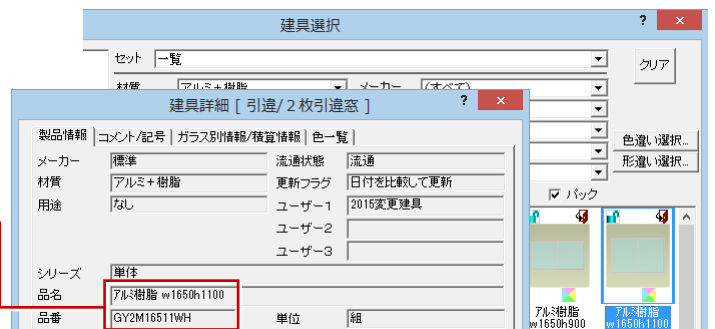 建具選択
? ×
セット 一覧
クリア
材質 アルミ+樹脂 メーカー (すべて)
建具詳細 [ 引違/2枚引違窓 ]
? ×
製品情報 コメント/記号 ガラス別情報/積算情報 色一覧
色違い選択...
形違い選択...
メーカー 標準 流通状態 流通
材質 アルミ+樹脂 更新フラグ 日付を比較して更新
用途 なし ユーザー1 2015変更建具
パック
ユーザー2
ユーザー3
シリーズ 単体
品名 アルミ樹脂 w1650h1100
品番 GY2M16511WH 単位 組
アルミ樹脂
w1650h900
アルミ樹脂
w1650h1100